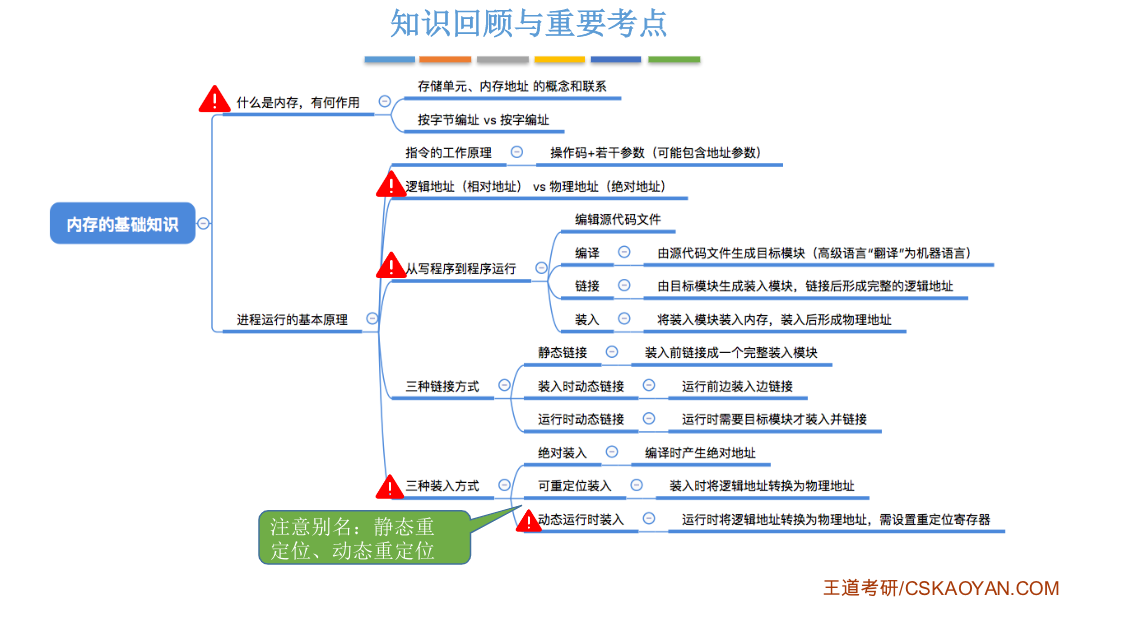 知识回顾与重要考点
什么是内存，有何作用
存储单元、内存地址 的概念和联系
按字节编址 vs 按字编址
内存的基础知识
进程运行的基本原理
指令的工作原理
操作码+若干参数（可能包含地址参数）
逻辑地址（相对地址） vs 物理地址（绝对地址）
从写程序到程序运行
编辑源代码文件
编译
由源代码文件生成目标模块（高级语言“翻译”为机器语言）
链接
由目标模块生成装入模块，链接后形成完整的逻辑地址
装入
将装入模块装入内存，装入后形成物理地址
三种链接方式
静态链接
装入前链接成一个完整装入模块
装入时动态链接
运行前边装入边链接
运行时动态链接
运行时需要目标模块才装入并链接
三种装入方式
绝对装入
编译时产生绝对地址
可重定位装入
装入时将逻辑地址转换为物理地址
动态运行时装入
运行时将逻辑地址转换为物理地址，需设置重定位寄存器
注意别名：静态重
定位、动态重定位
王道考研/CSKAOYAN.COM